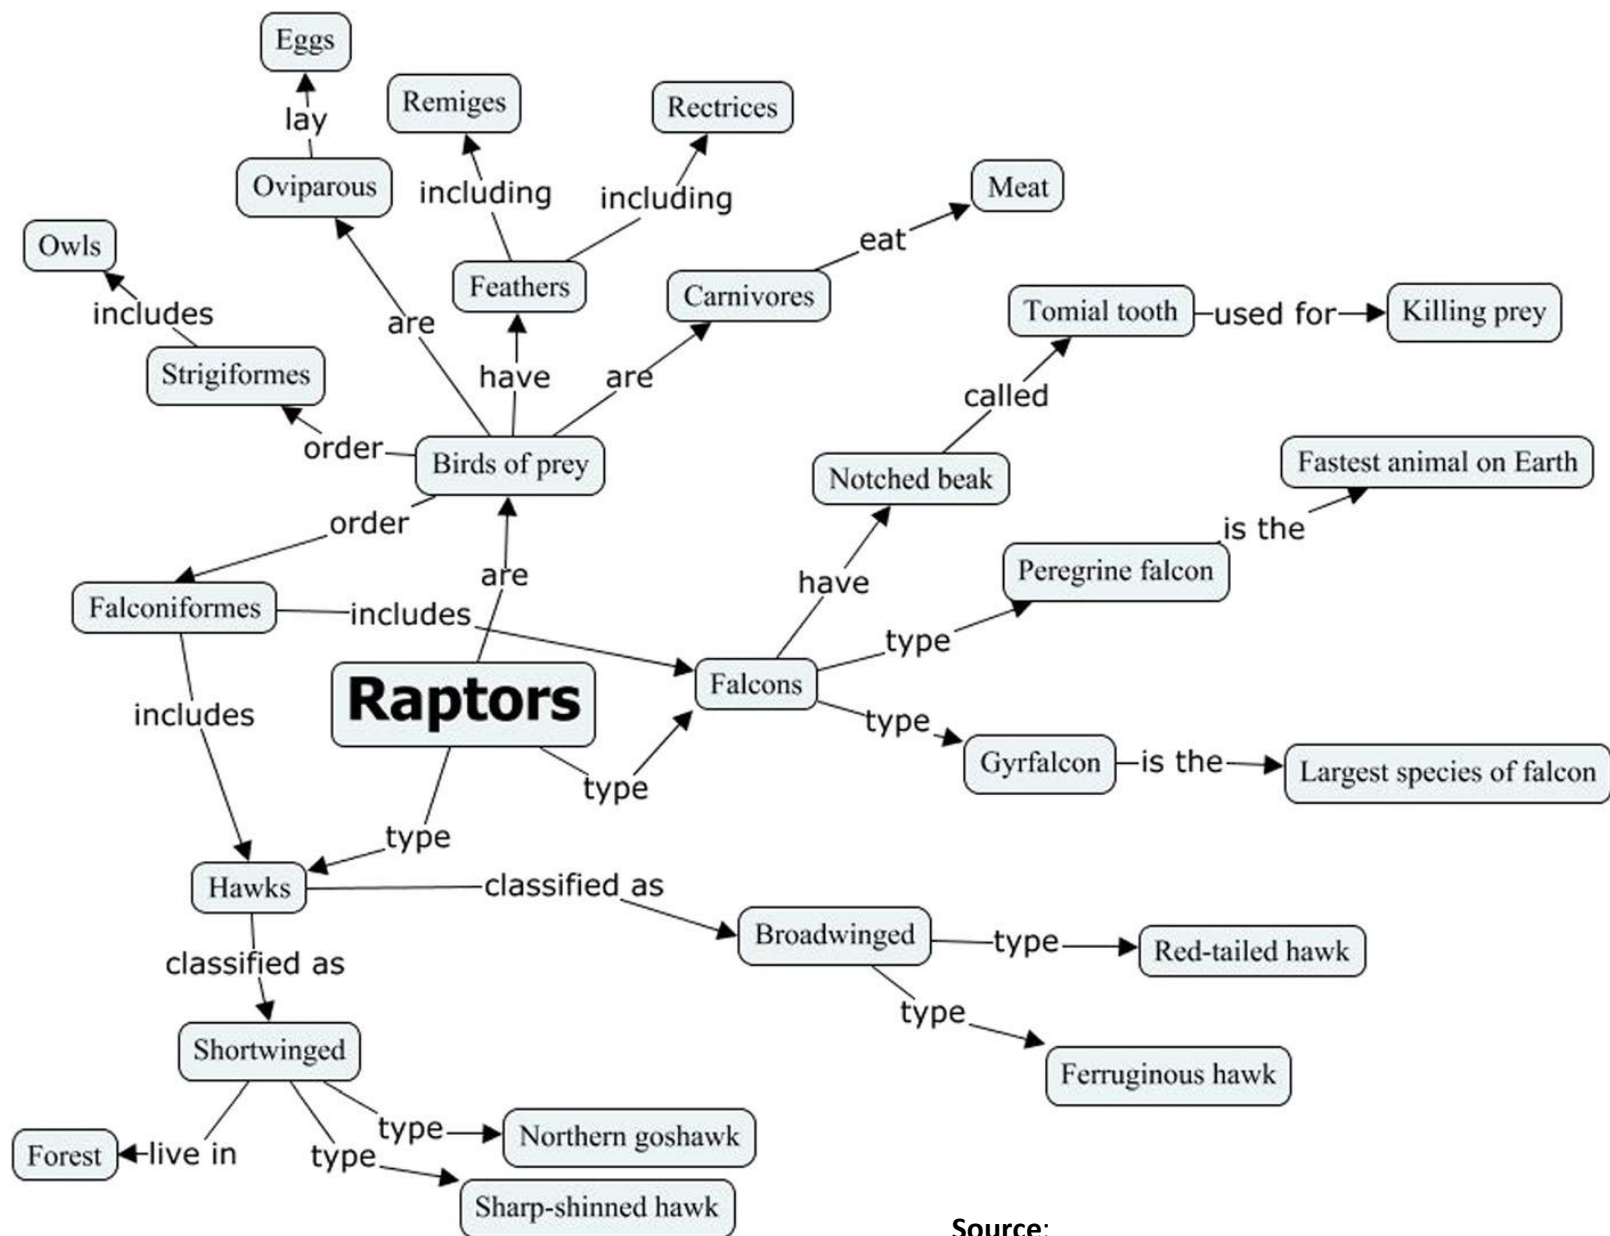 Eggs
lay
Remiges
Rectrices
Oviparous
including
including
Meat
Owls
eat
Feathers
Carnivores
includes
are
Tomial tooth
used for
Killing prey
Strigiformes
have
are
called
order
Birds of prey
Notched beak
Fastest animal on Earth
order
is the
are
have
Peregrine falcon
Falconiformes
includes
type
Raptors
Falcons
includes
type
Gyrfalcon
is the
Largest species of falcon
type
type
Hawks
classified as
Broadwinged
type
Red-tailed hawk
classified as
type
Shortwinged
Ferruginous hawk
type
Northern goshawk
Forest
live in
type
Sharp-shinned hawk
Source: